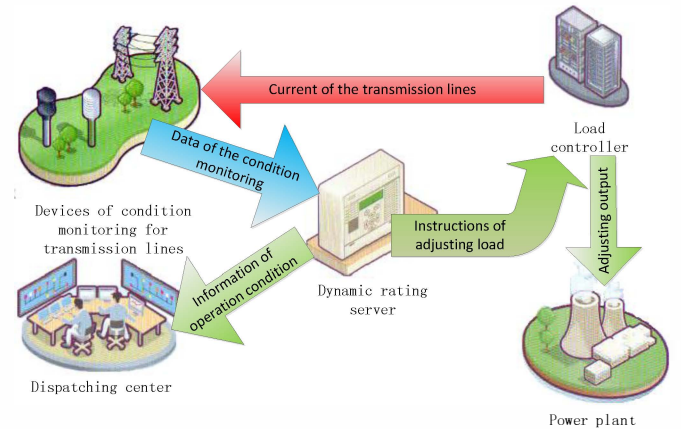 Current of the transmission lines
Load
controller
Data of the condition
monitoring
Devices of condition
monitoring for
transmission lines
Instructions of
adjusting load
Adjusting output
Information of
operation condition
Dynamic rating
server
Dispatching center
Power plant